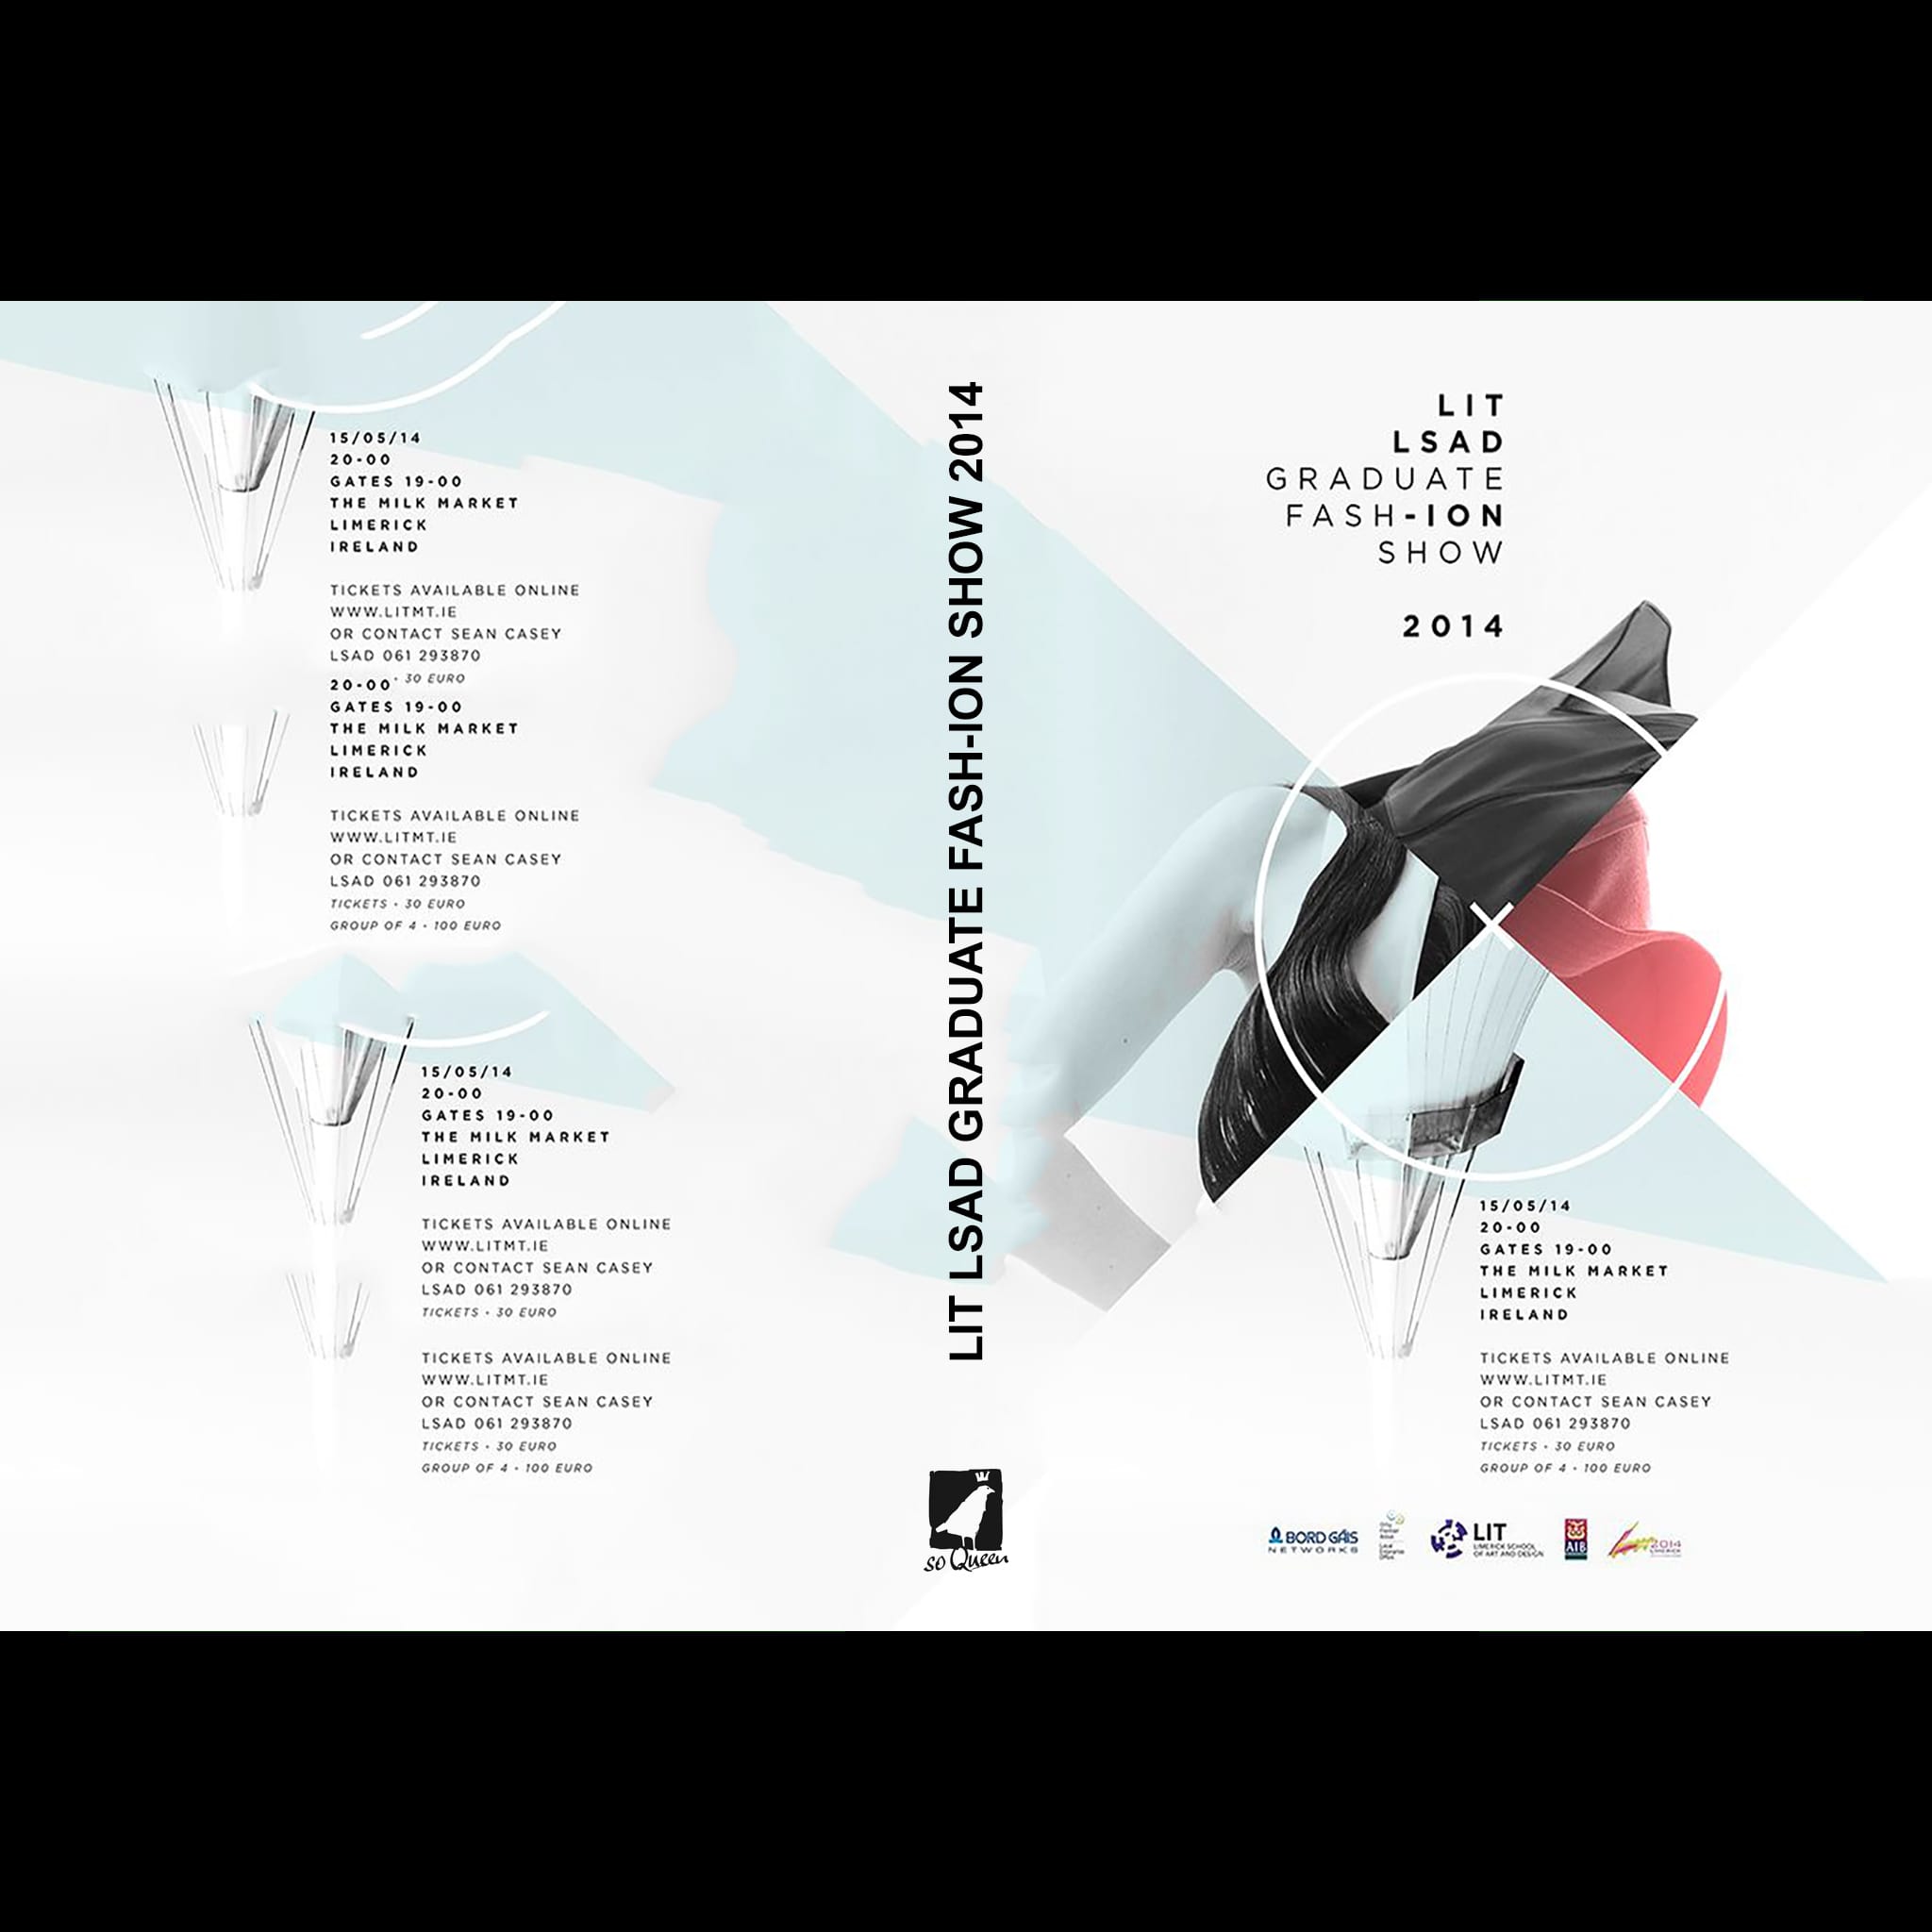 15/05/14
20-00
GATES 19-00
THE MILK MARKET
LIMERICK
IRELAND
TICKETS AVAILABLE ONLINE
WWW.LITMT.IE
OR CONTACT SEAN CASEY
LSAD 061 293870
20-00 • 30 EURO
GATES 19-00
THE MILK MARKET
LIMERICK
IRELAND
TICKETS AVAILABLE ONLINE
WWW.LITMT.IE
OR CONTACT SEAN CASEY
LSAD 061 293870
TICKETS • 30 EURO
GROUP OF 4 • 100 EURO
15/05/14
20-00
GATES 19-00
THE MILK MARKET
LIMERICK
IRELAND
TICKETS AVAILABLE ONLINE
WWW.LITMT.IE
OR CONTACT SEAN CASEY
LSAD 061 293870
TICKETS • 30 EURO
TICKETS AVAILABLE ONLINE
WWW.LITMT.IE
OR CONTACT SEAN CASEY
LSAD 061 293870
TICKETS • 30 EURO
GROUP OF 4 • 100 EURO
LIT LSAD GRADUATE FASH-ION SHOW 2014
so Queen
LIT
LSAD
GRADUATE
FASH-ION
SHOW
2014
15/05/14
20-00
GATES 19-00
THE MILK MARKET
LIMERICK
IRELAND
TICKETS AVAILABLE ONLINE
WWW.LITMT.IE
OR CONTACT SEAN CASEY
LSAD 061 293870
TICKETS • 30 EURO
GROUP OF 4 • 100 EURO
BORD GÁIS
NETWORKS
LIT
LIMERICK SCHOOL
OF ART AND DESIGN
AIB
2014
LIMERICK